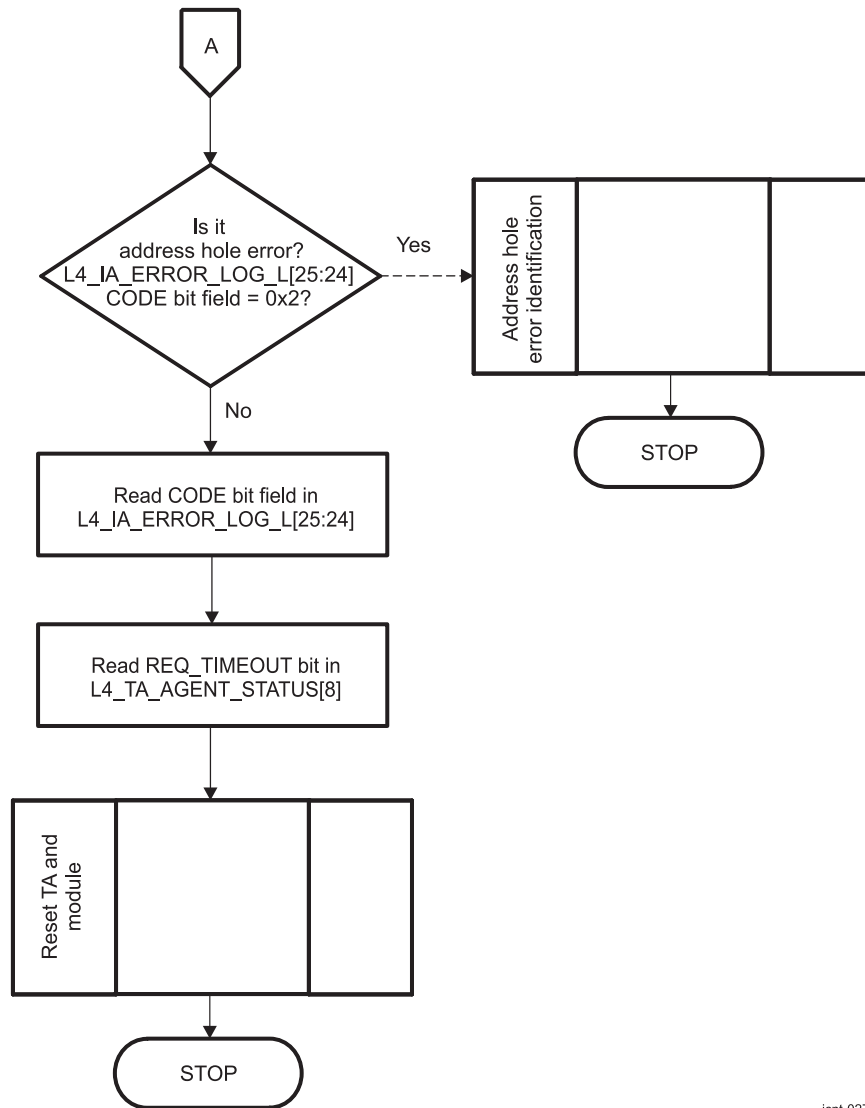 A
Is it
address hole error?
L4_IA_ERROR_LOG_L[25:24]
CODE bit field = 0x2?
Yes
Address hole
error identification
No
STOP
Read CODE bit field in
L4_IA_ERROR_LOG_L[25:24]
Read REQ_TIMEOUT bit in
L4_TA_AGENT_STATUS[8]
Reset TA and
module
STOP